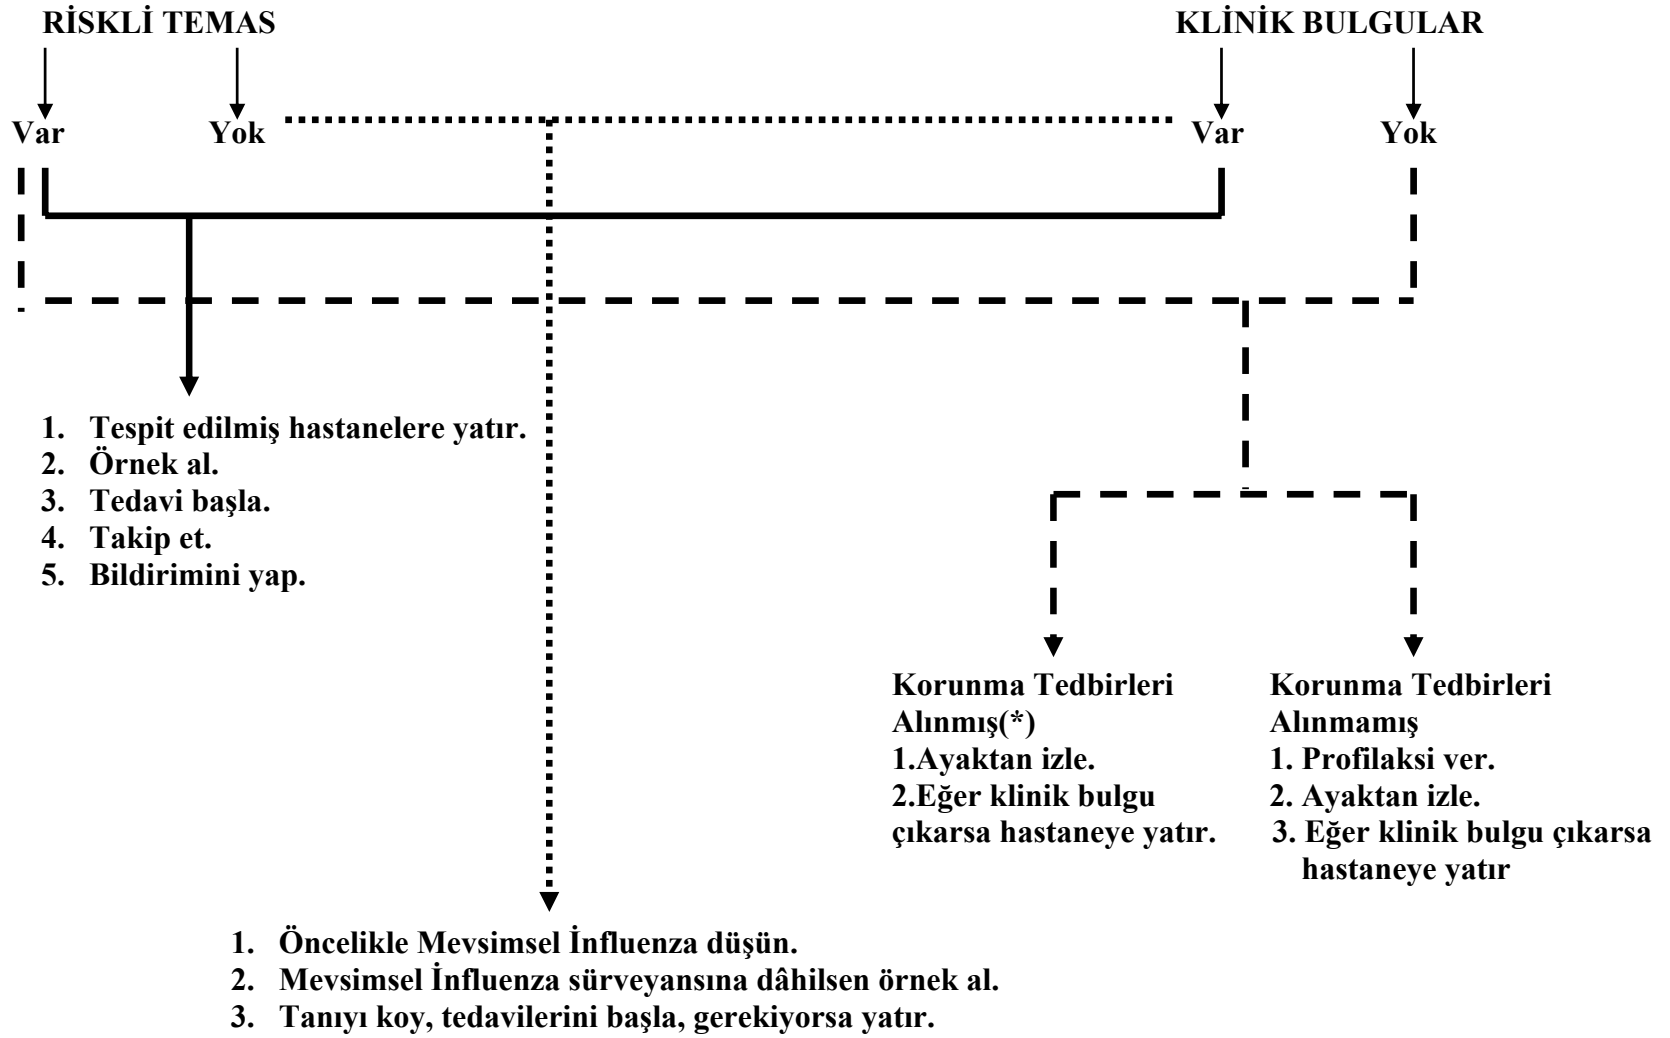 RİSKLİ TEMAS
KLİNİK BULGULAR
Var
Yok
Var
Yok
1. Tespit edilmiş hastanelere yatır.
2. Örnek al.
3. Tedavi başla.
4. Takip et.
5. Bildirimini yap.
Korunma Tedbirleri
Alınmış(*)
1.Ayaktan izle.
2.Eğer klinik bulgu
çıkarsa hastaneye yatır.
Korunma Tedbirleri
Alınmamış
1. Profilaksi ver.
2. Ayaktan izle.
3. Eğer klinik bulgu çıkarsa
hastaneye yatır
1. Öncelikle Mevsimsel İnfluenza düşün.
2. Mevsimsel İnfluenza sürveyansına dâhilsen örnek al.
3. Tanıyı koy, tedavilerini başla, gerekiyorsa yatır.